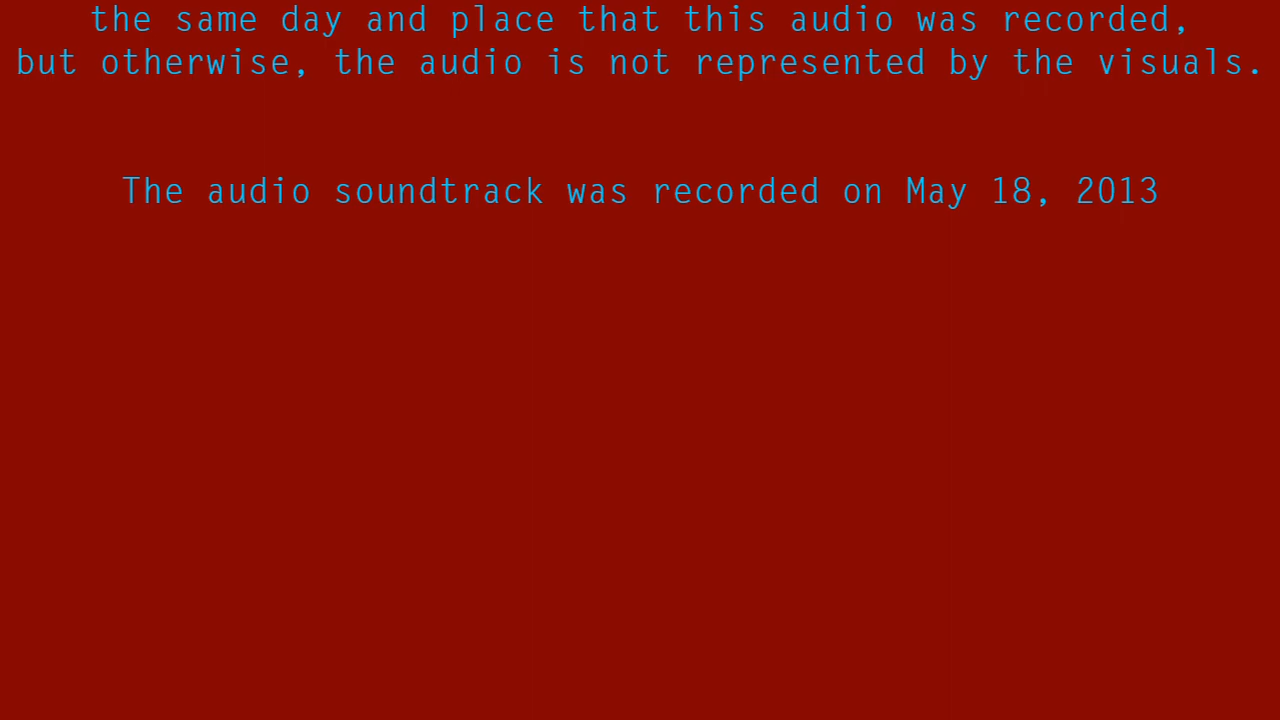 the same day and place that this audio was recorded,
but otherwise, the audio is not represented by the visuals.
The audio soundtrack was recorded on May 18, 2013